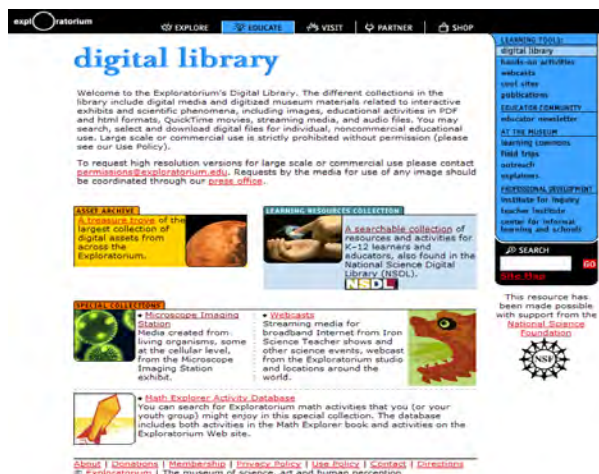 expl Oratorium
EXPLORE EDUCATE VISIT PARTNER SHOP
digital library
Welcome to the Exploratorium's Digital Library. The different collections in the
library include digital media and digitized museum materials related to interactive
exhibits and scientific phenomena, including images, educational activities in PDF
and html formats, QuickTime movies, streaming media, and audio files. You may
search, select and download digital files for individual, noncommercial educational
use. Large scale or commercial use is strictly prohibited without permission (please
see our Use Policy).
To request high resolution versions for large scale or commercial use please contact
permissions@exploratorium.edu. Requests by the media for use of any image should
be coordinated through our press office.
ASSET ARCHIVE
A treasure trove of the
largest collection of
digital assets from
across the
Exploratorium.
LEARNING RESOURCES COLLECTION
A searchable collection of
resources and activities for
K-12 learners and
educators, also found in the
National Science Digital
Library (NSDL).
NSDL
SPECIAL COLLECTIONS
• Microscope Imaging
Station
Media created from
living organisms, some
at the cellular level,
from the Microscope
Imaging Station
exhibit.
• Webcasts
Streaming media for
broadband Internet from Iron
Science Teacher shows and
other science events, webcast
from the Exploratorium studio
and locations around the
world.
• Math Explorer Activity Database
You can search for Exploratorium math activities that you (or your
youth group) might enjoy in this special collection. The database
includes both activities in the Math Explorer book and activities on the
Exploratorium Web site.
About | Donations | Membership | Privacy Policy | Use Policy | Contact | Directions
© Exploratorium | The museum of science, art and human perception
LEARNING TOOLS:
digital library
hands-on activities
webcasts
cool sites
publications
EDUCATOR COMMUNITY
educator newsletter
AT THE MUSEUM
learning commons
field trips
outreach
explainers
PROFESSIONAL DEVELOPMENT
institute for inquiry
teacher institute
center for informal
learning and schools
SEARCH
GO
Site Map
This resource has
been made possible
with support from the
National Science
Foundation
NSF